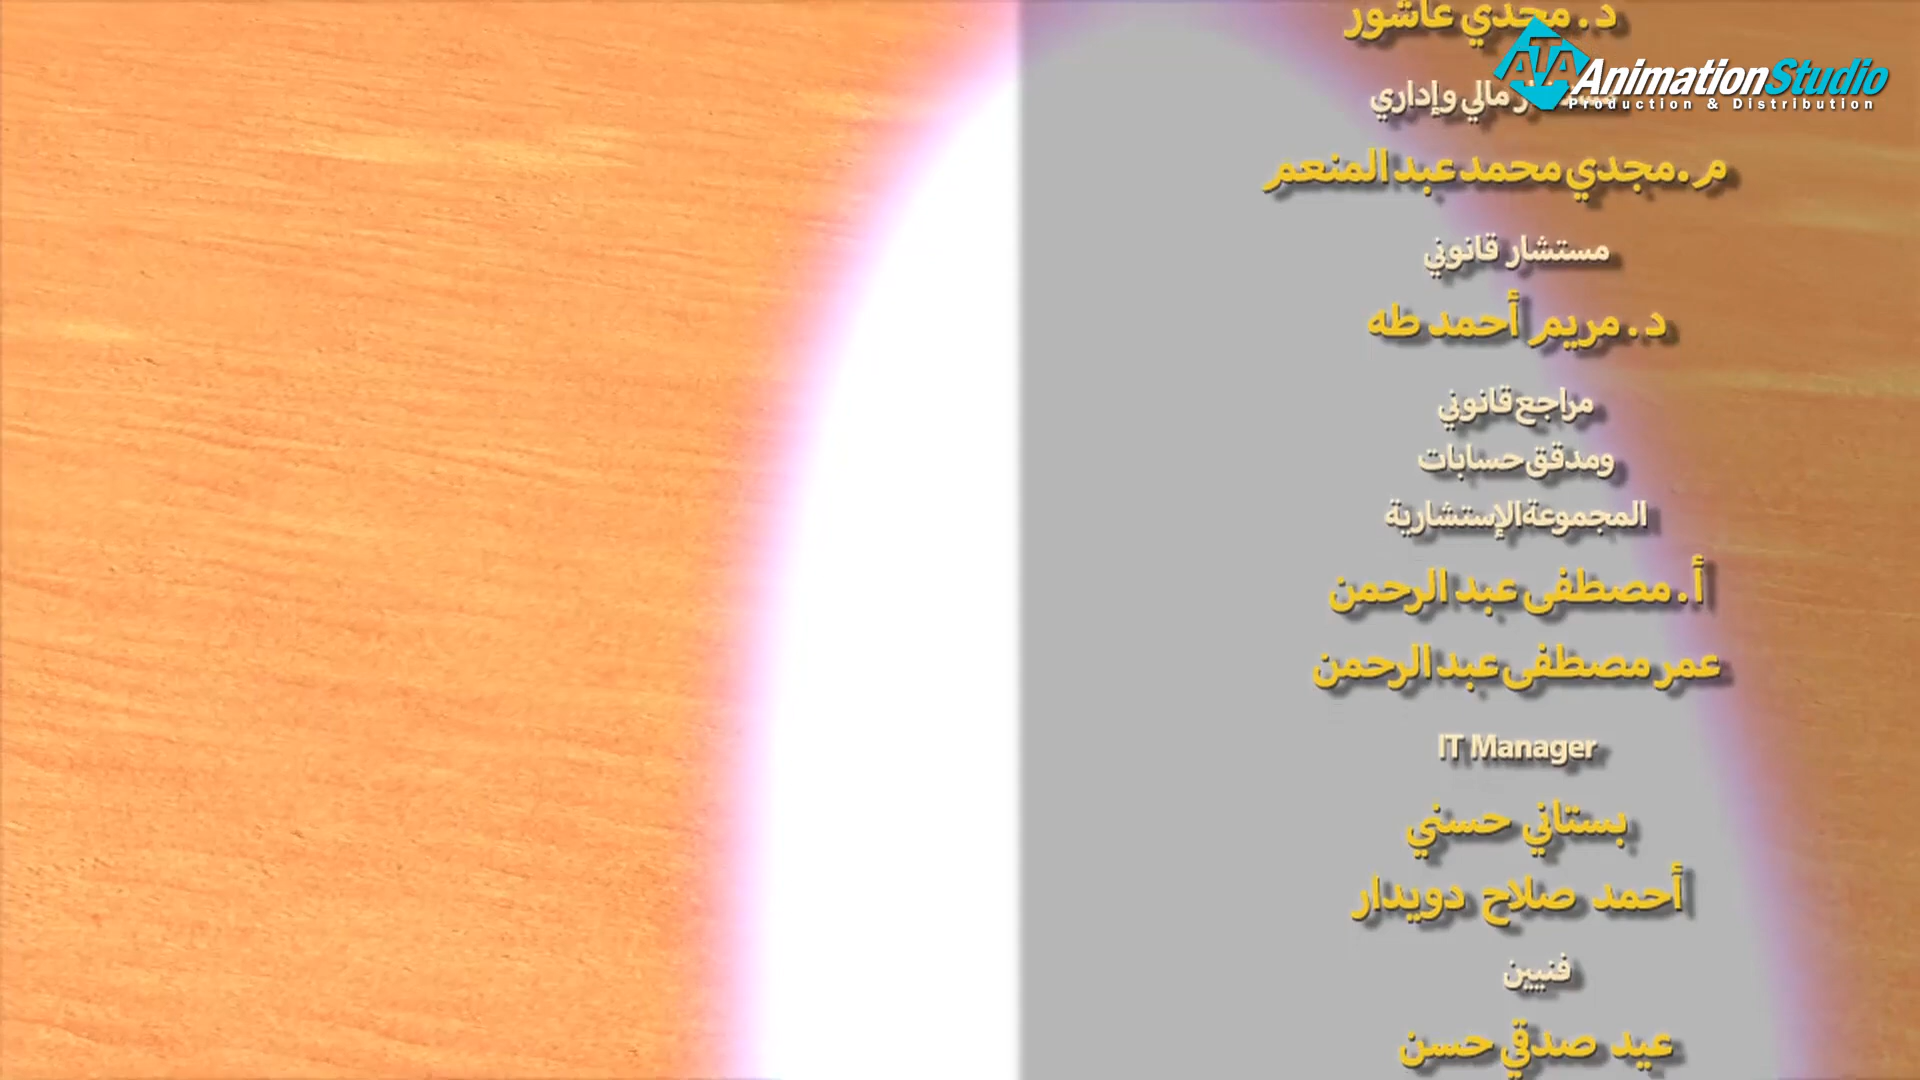 د . مجدي عاشور
ATA AnimationStudio
Production & Distribution
مالي وإداري
م . مجدي محمد عبد المنعم
مستشار قانوني
د . مريم أحمد طه
مراجع قانوني
ومدقق حسابات
المجموعة الإستشارية
أ . مصطفى عبد الرحمن
عمر مصطفى عبد الرحمن
IT Manager
بستاني حسني
أحمد صلاح دويدار
فنيين
عيد صدقي حسن